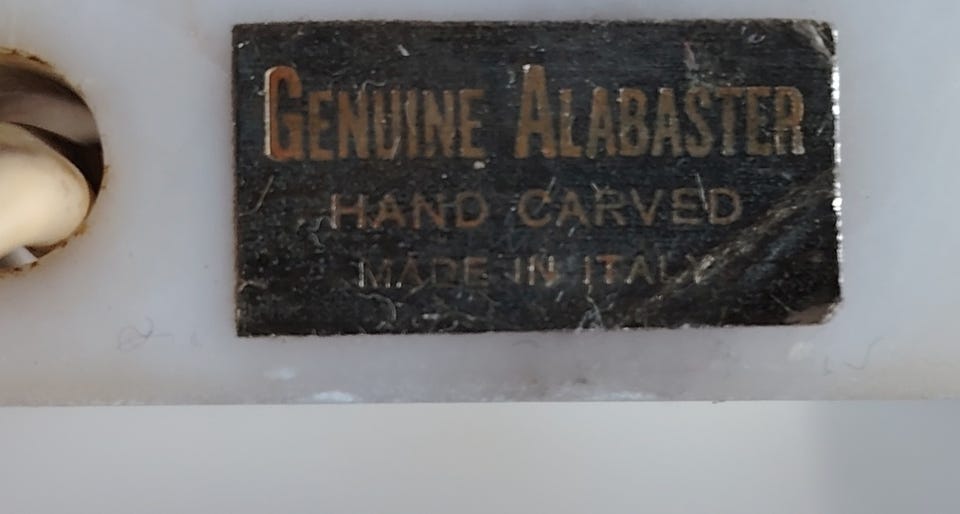 GENUINE ALABASTER
HAND CARVED
MADE IN ITALY